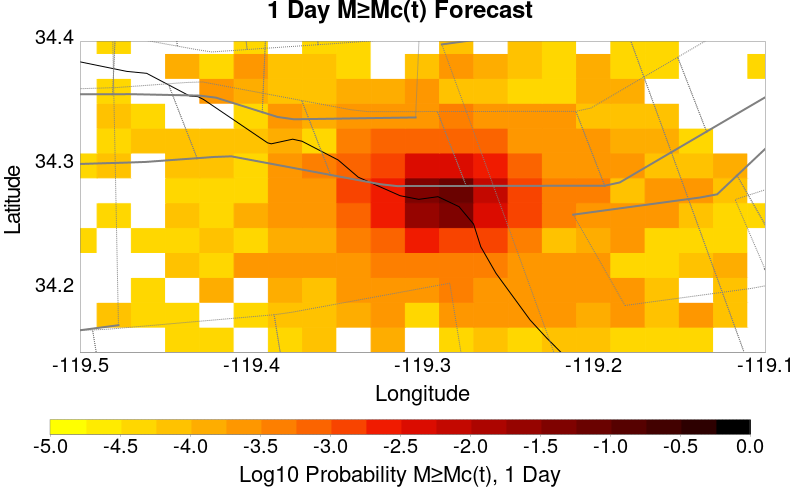 1 Day M≥Mc(t) Forecast
34.4
34.3
34.2
Latitude
-119.5 -119.4 -119.3 -119.2 -119.1
Longitude
-5.0 -4.5 -4.0 -3.5 -3.0 -2.5 -2.0 -1.5 -1.0 -0.5 0.0
Log10 Probability M≥Mc(t), 1 Day